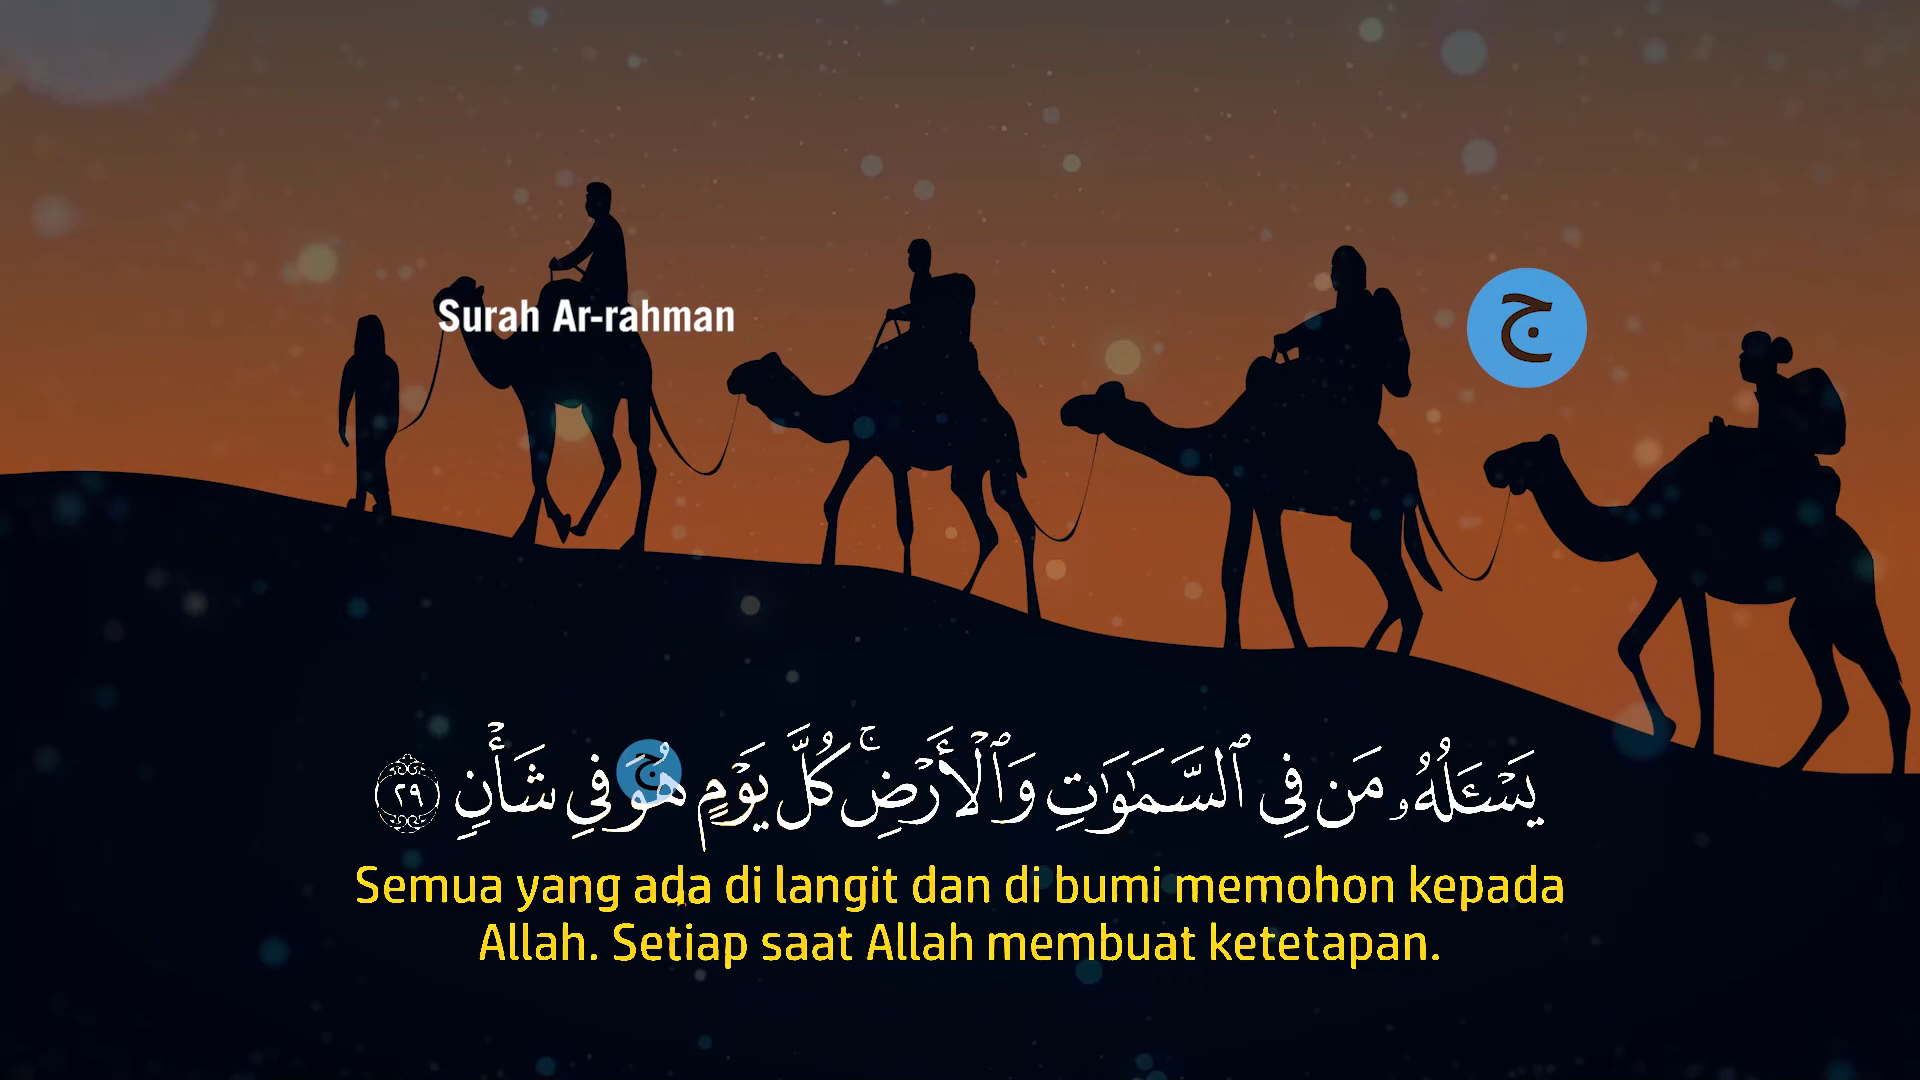 Surah Ar-rahman
ج
يَسْـَٔلُهُۥ مَن فِى ٱلسَّمَـٰوَٰتِ وَٱلْأَرْضِ ۚ كُلَّ يَوْمٍ هُوَ فِى شَأْنٍ ٢٩
ج
Semua yang ada di langit dan di bumi memohon kepada
Allah. Setiap saat Allah membuat ketetapan.